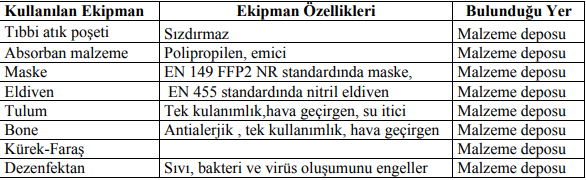 Kullanılan Ekipman Ekipman Özellikleri Bulunduğu Yer
Tıbbi atık poşeti Sızdırmaz Malzeme deposu
Absorban malzeme Polipropilen, emici Malzeme deposu
Maske EN 149 FFP2 NR standardında maske, Malzeme deposu
Eldiven EN 455 standardında nitril eldiven Malzeme deposu
Tulum Tek kulanımlık,hava geçirgen, su itici Malzeme deposu
Bone Antialerjik , tek kullanımlık, hava geçirgen Malzeme deposu
Kürek-Faraş Malzeme deposu
Dezenfektan Sıvı, bakteri ve virüs oluşumunu engeller Malzeme deposu